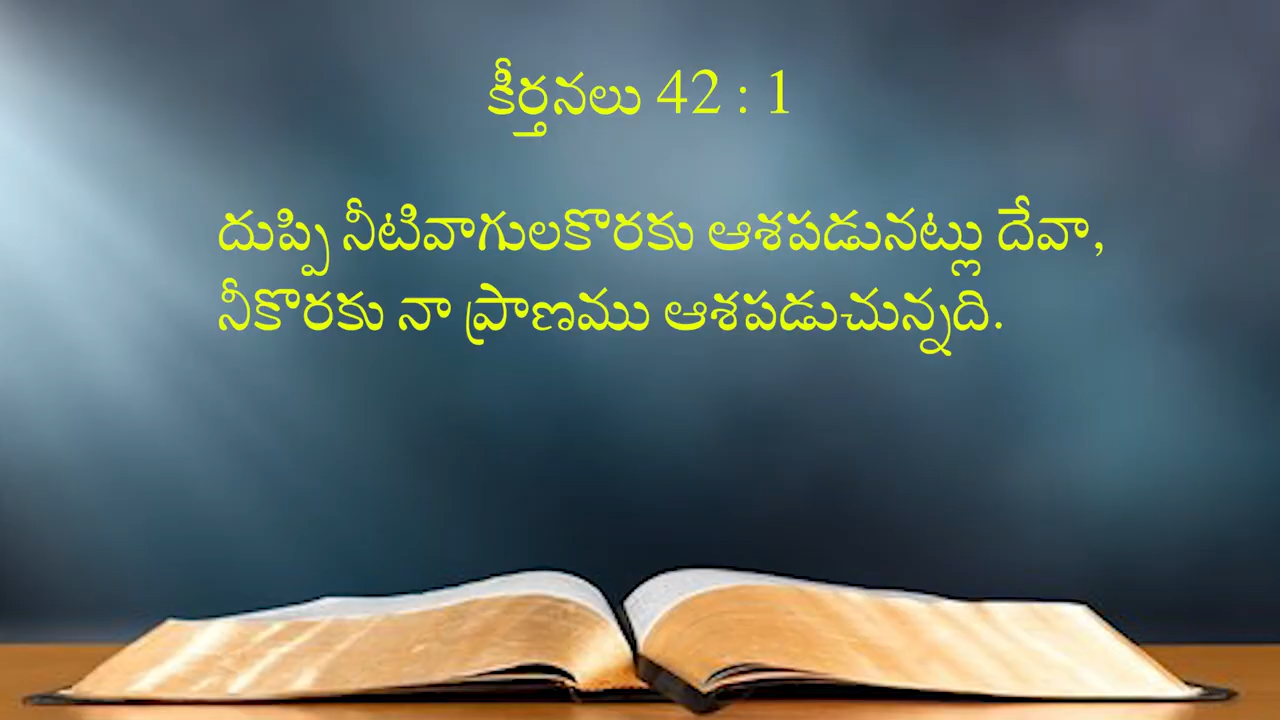 కీర్తనలు 42 : 1
దుప్పి నీటివాగులకొరకు ఆశపడునట్లు దేవా,
నీకొరకు నా ప్రాణము ఆశపడుచున్నది.